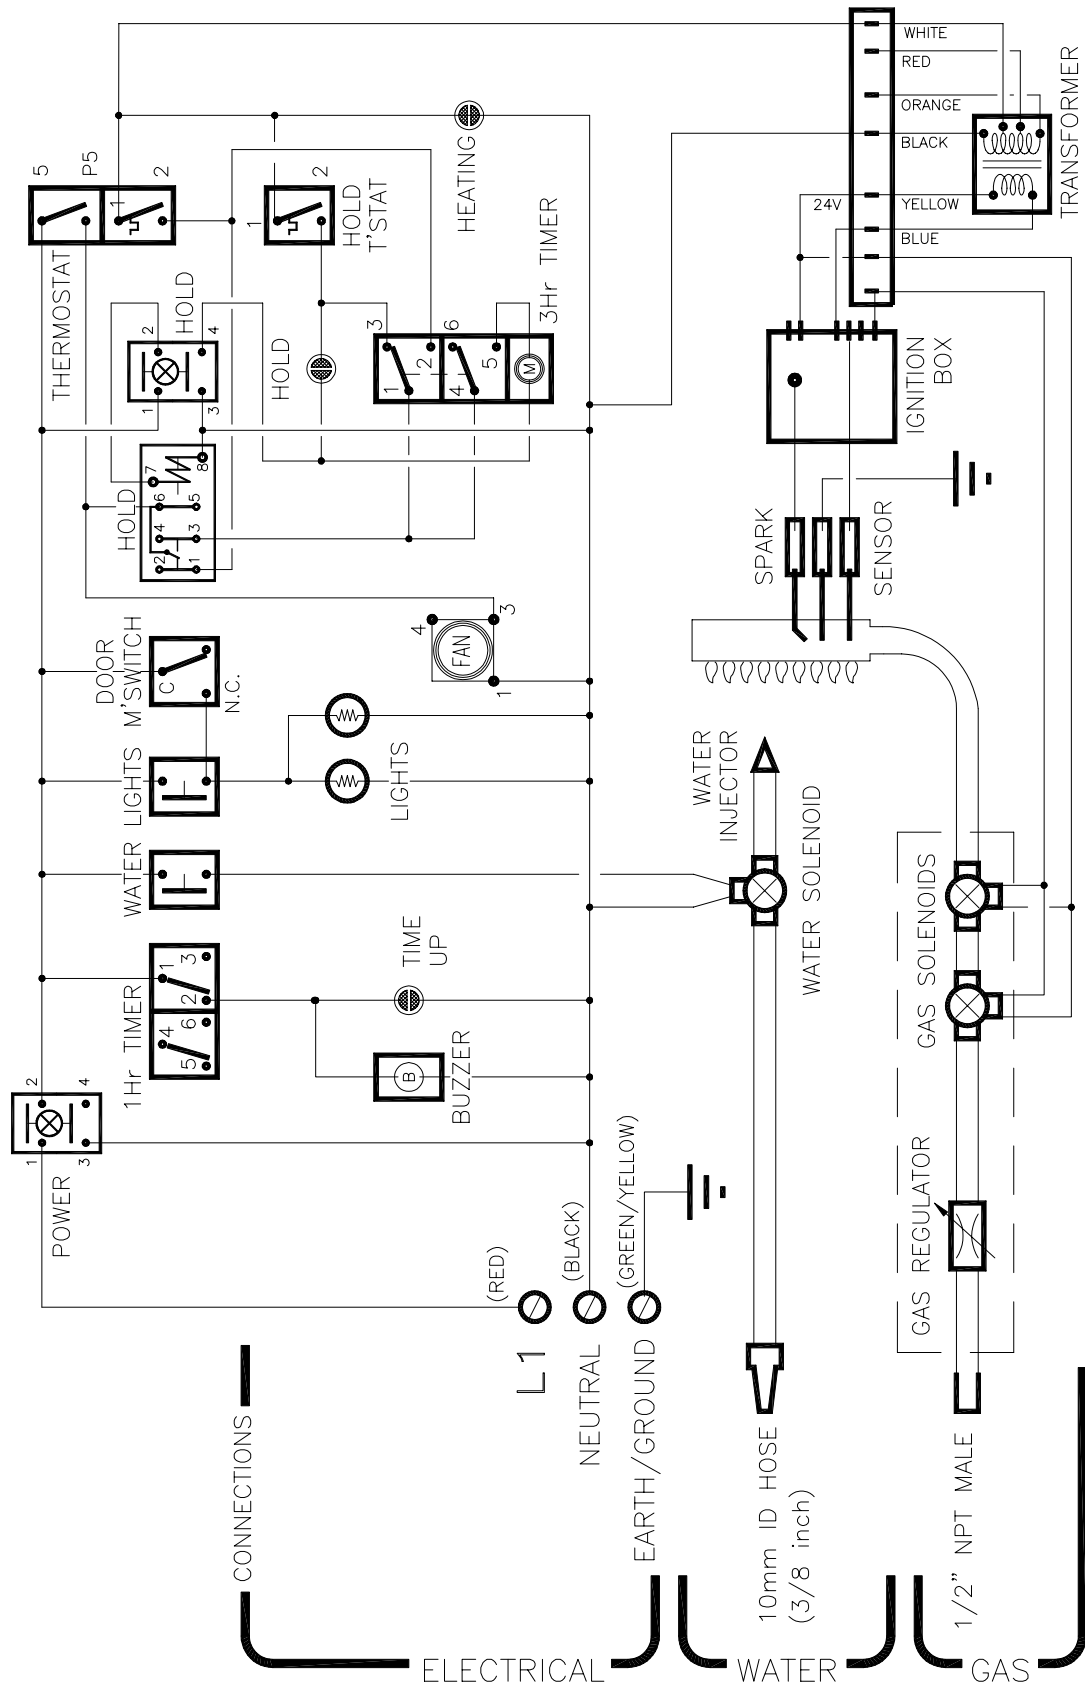 CONNECTIONS
ELECTRICAL
L1
(RED)
NEUTRAL
(BLACK)
EARTH/GROUND
(GREEN/YELLOW)
WATER
10mm ID HOSE
(3/8 inch)
GAS
1/2” NPT MALE
POWER
1
2
3
4
1Hr TIMER
4
5
6
1
2
3
BUZZER
B
TIME
UP
WATER
LIGHTS
LIGHTS
DOOR
M'SWITCH
C
N.C.
FAN
4
1
3
HOLD
2
1
4
3
6
5
7
8
HOLD
1
2
3
4
THERMOSTAT
5
P5
1
2
HOLD
HOLD
T'STAT
1
2
3Hr TIMER
3
1
2
6
4
5
M
HEATING
WATER
INJECTOR
WATER SOLENOID
GAS SOLENOIDS
GAS REGULATOR
SPARK
SENSOR
IGNITION
BOX
24V
WHITE
RED
ORANGE
BLACK
YELLOW
BLUE
TRANSFORMER